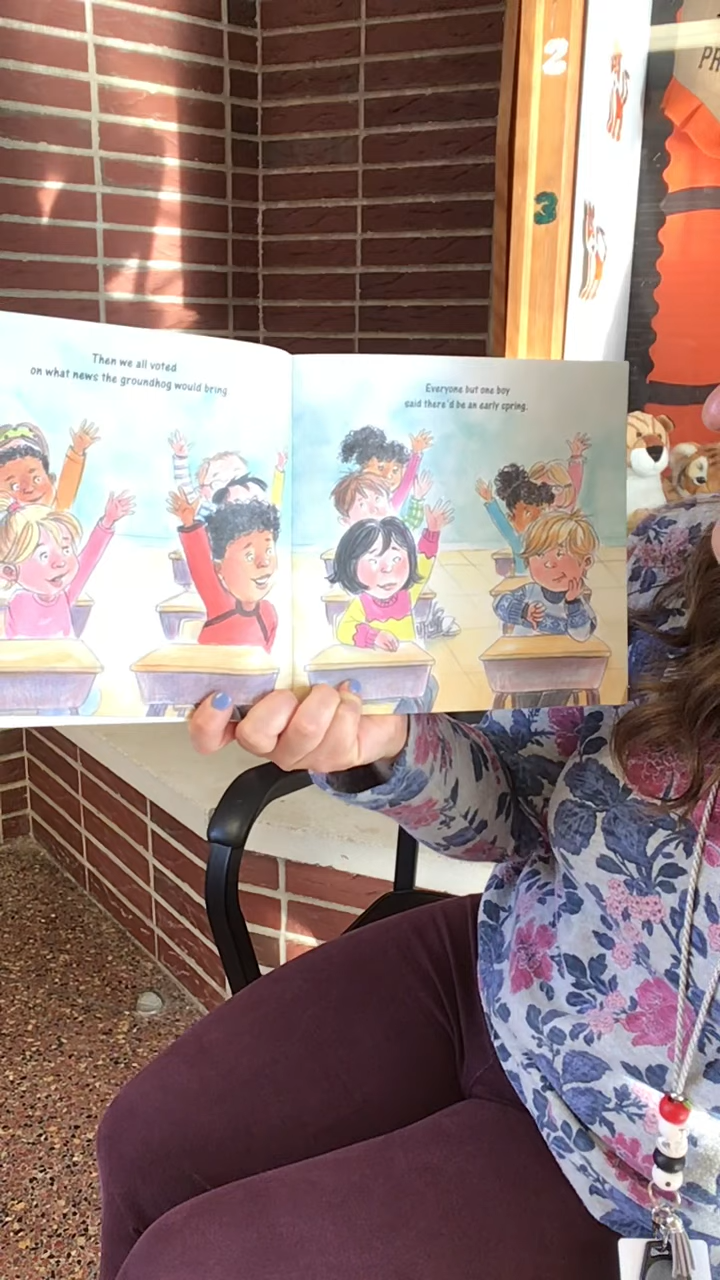 Then we all voted
on what news the groundhog would bring
Everyone but one boy
said there'd be an early spring.
2
3